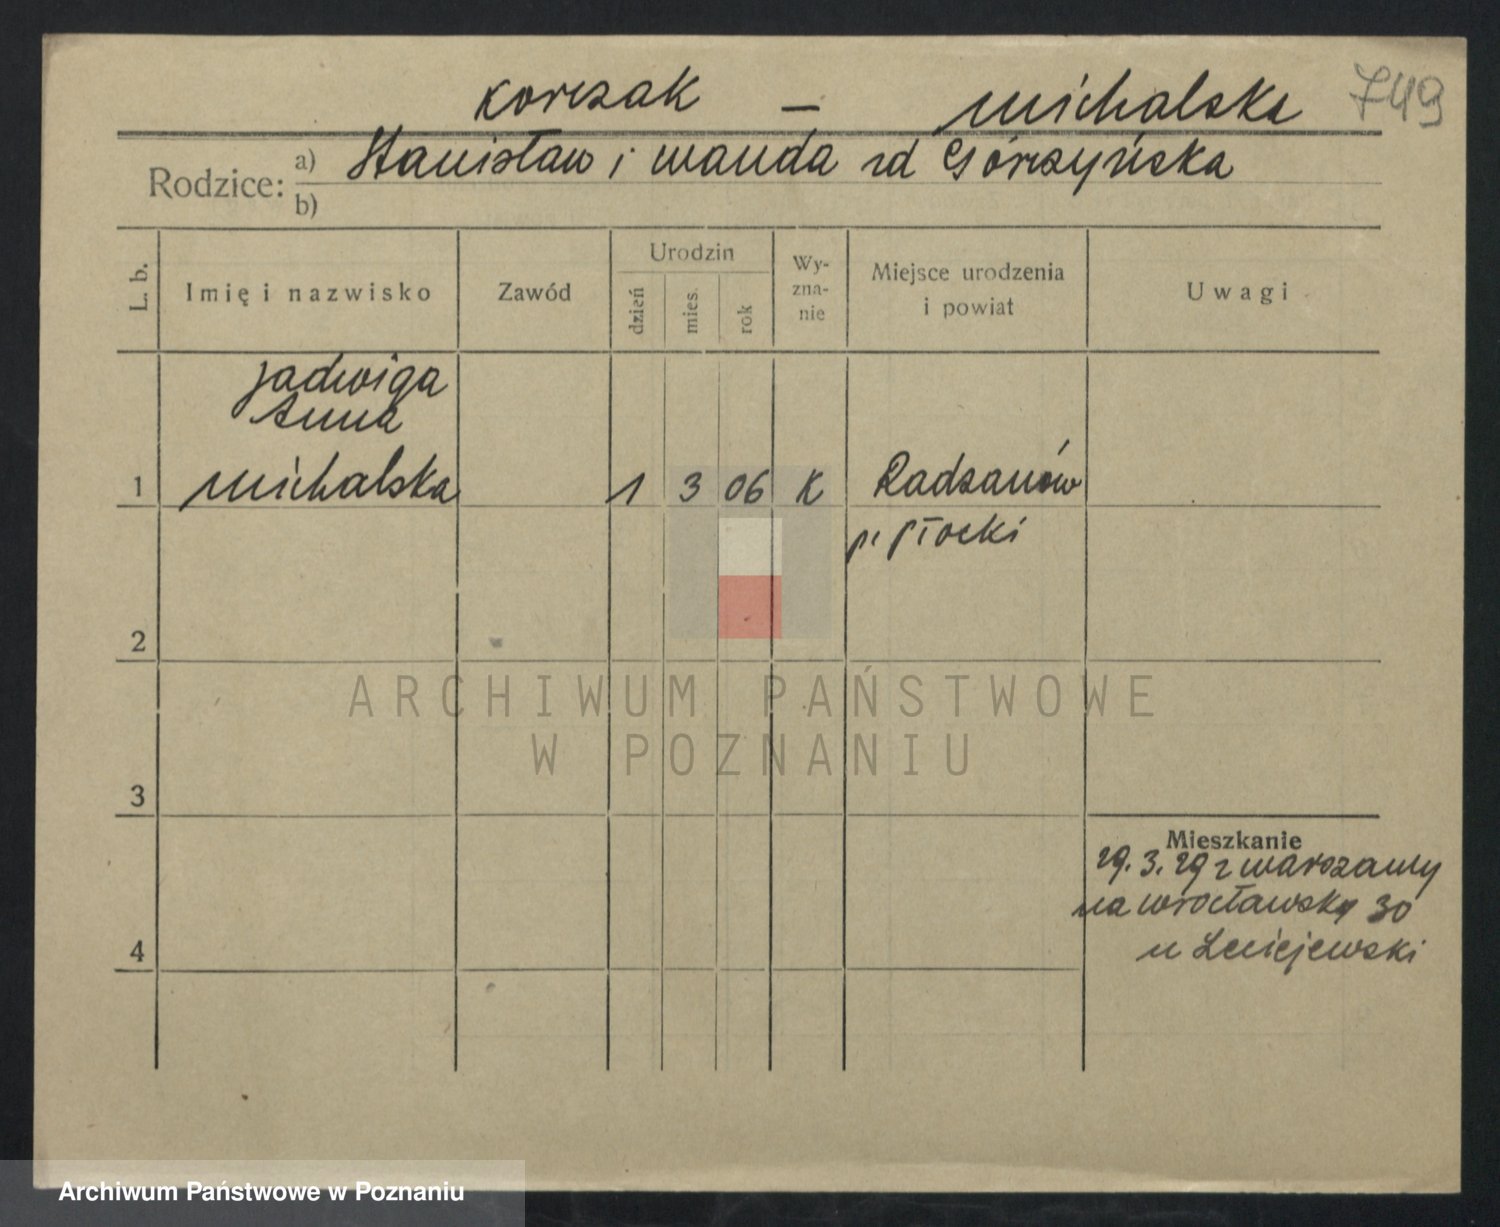 Korczak - Michalska 749
Rodzice: a) Stanisław i Wanda zd Górczyńska
b)
L. b.
Imię i nazwisko
Zawód
Urodzin
dzień
mies.
rok
Wy-
zna-
nie
Miejsce urodzenia
i powiat
Uwagi
Jadwiga
Anna
1 Michalska 1 3 06 K Radzanów
p. Płocki
2
3
4
Mieszkanie
29.3.29 z Warszawy
na Wrocławską 30
u Luciejewski
ARCHIWUM PAŃSTWOWE
W POZNANIU
Archiwum Państwowe w Poznaniu